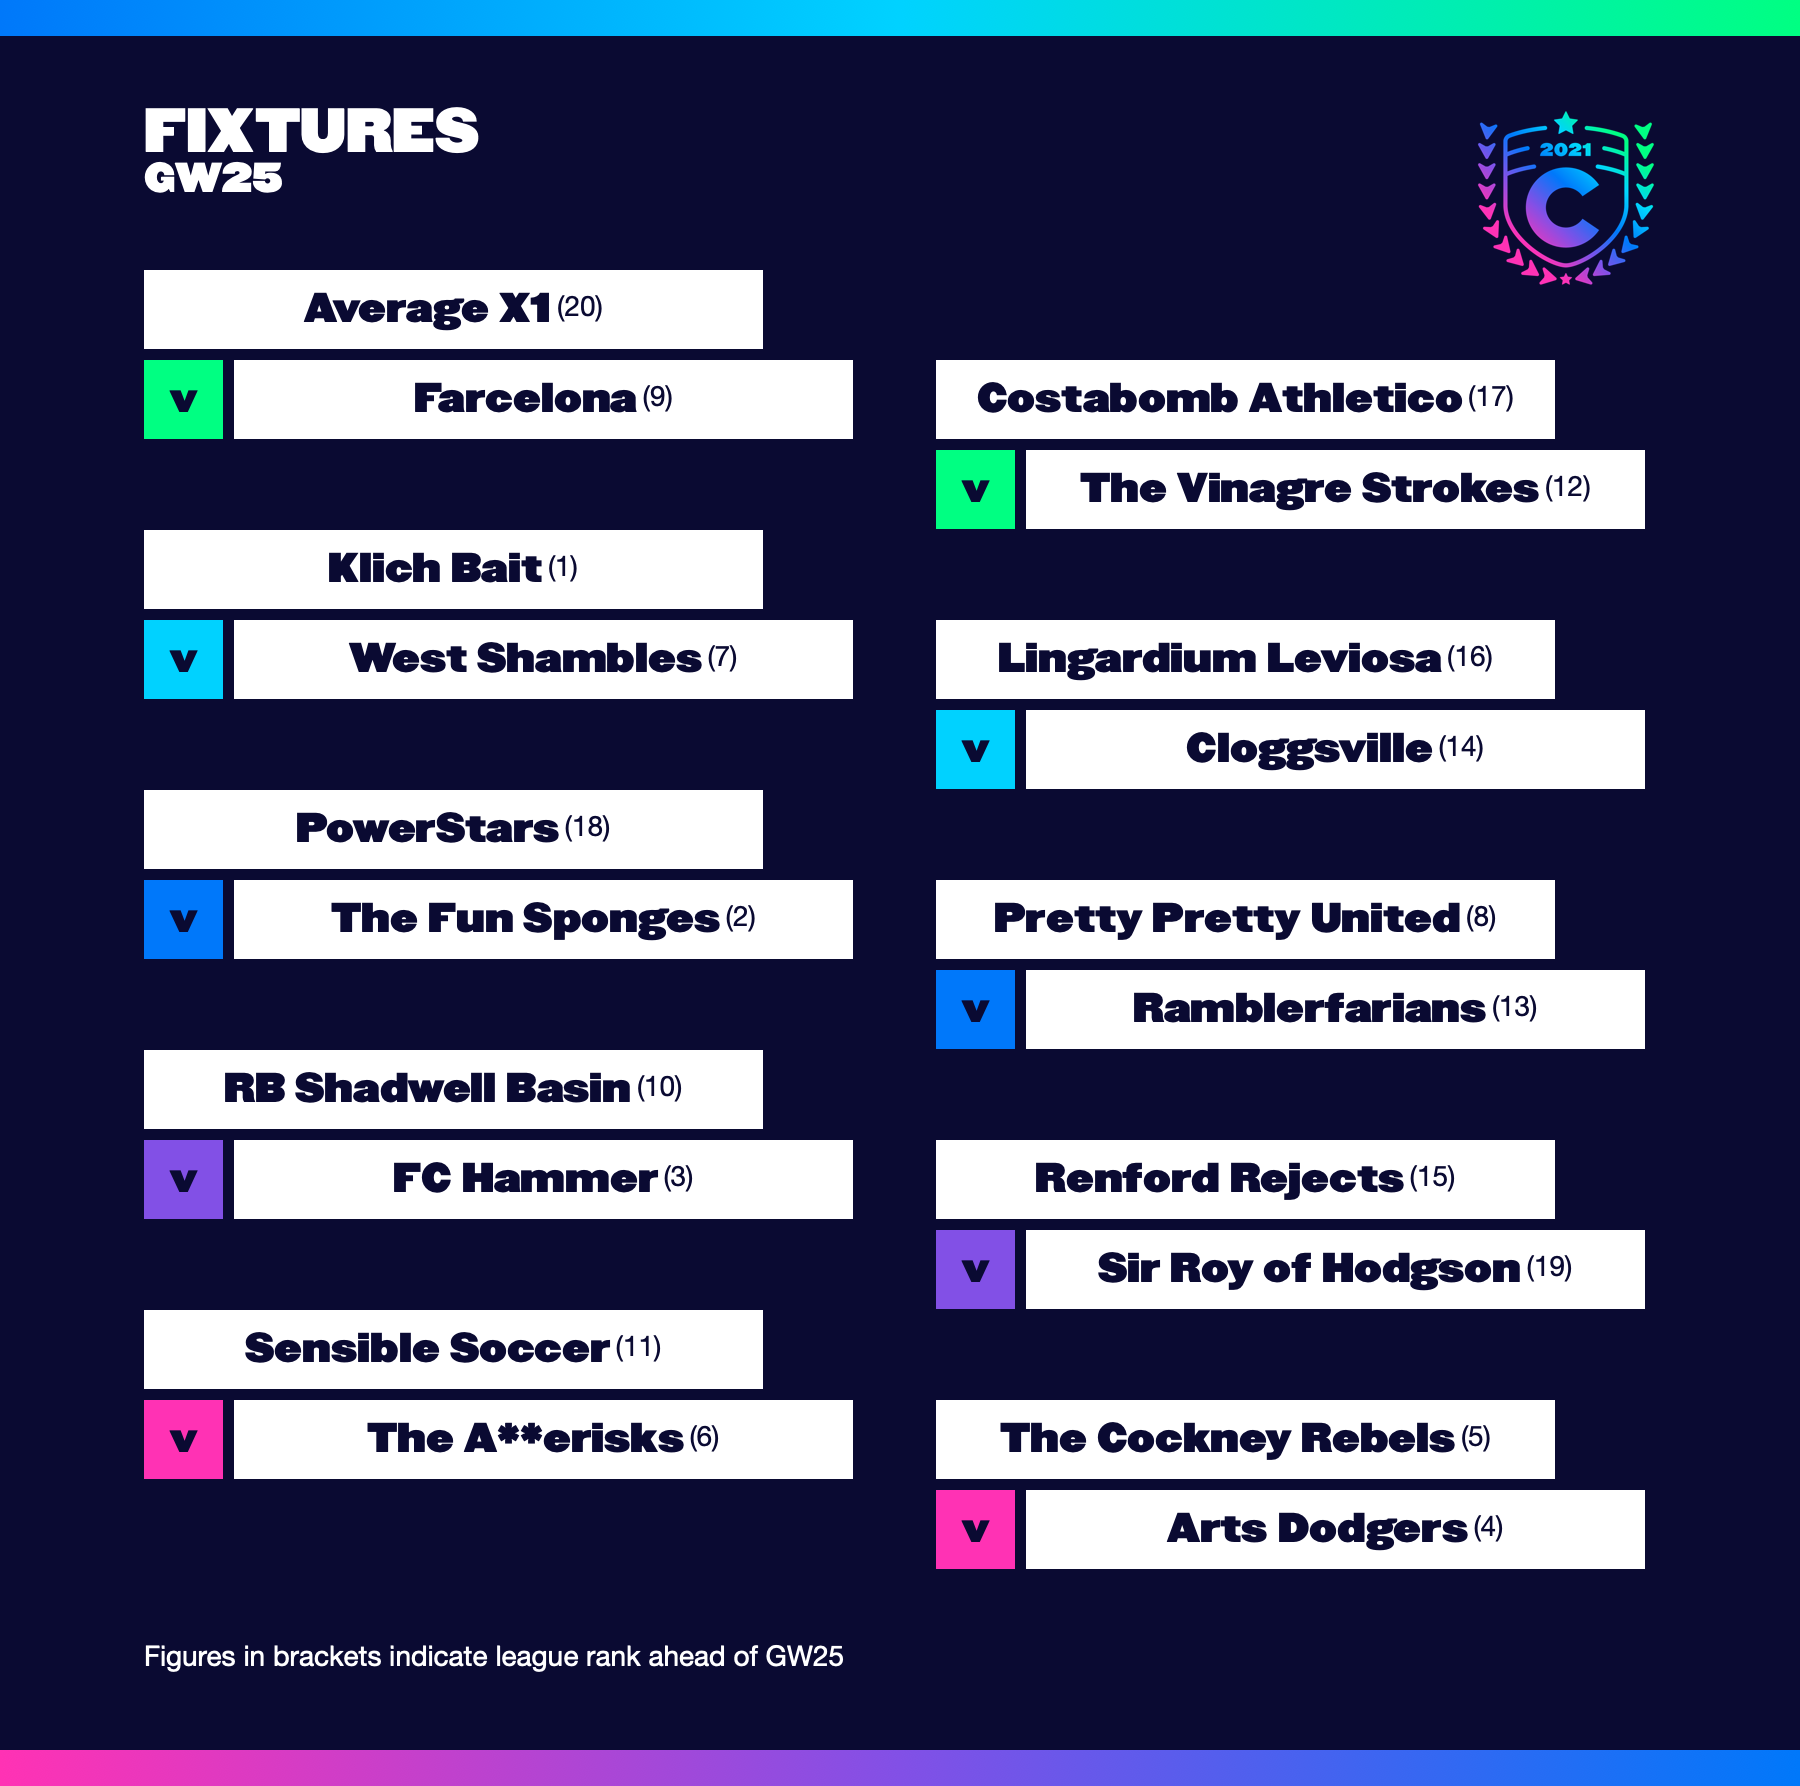 FIXTURES
GW25
2021
C
Average X1 (20)
v Farcelona (9)
Klich Bait (1)
v West Shambles (7)
PowerStars (18)
v The Fun Sponges (2)
RB Shadwell Basin (10)
v FC Hammer (3)
Sensible Soccer (11)
v The A**erisks (6)
Costabomb Athletico (17)
v The Vinagre Strokes (12)
Lingardium Leviosa (16)
v Cloggsville (14)
Pretty Pretty United (8)
v Ramblerfarians (13)
Renford Rejects (15)
v Sir Roy of Hodgson (19)
The Cockney Rebels (5)
v Arts Dodgers (4)
Figures in brackets indicate league rank ahead of GW25